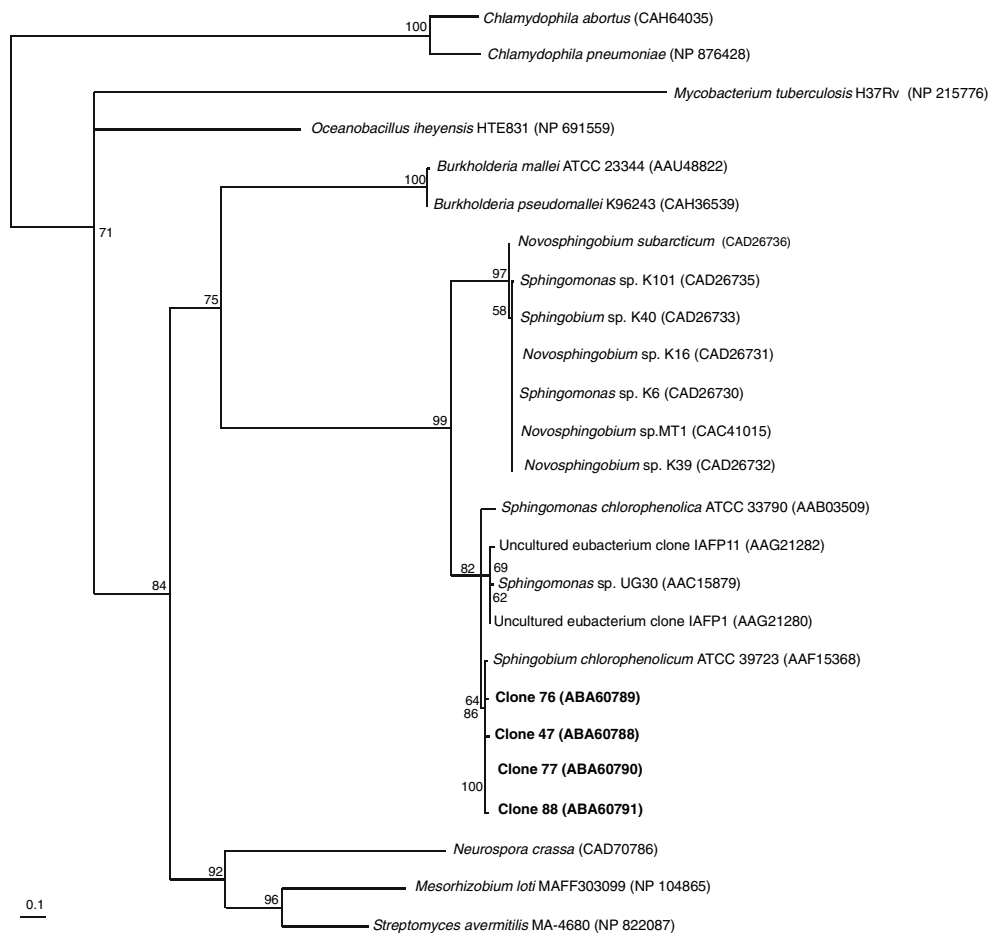 100
Chlamydophila abortus (CAH64035)
Chlamydophila pneumoniae (NP 876428)
Mycobacterium tuberculosis H37Rv (NP 215776)
Oceanobacillus iheyensis HTE831 (NP 691559)
Burkholderia mallei ATCC 23344 (AAU48822)
100
Burkholderia pseudomallei K96243 (CAH36539)
71
Novosphingobium subarcticum (CAD26736)
97
Sphingomonas sp. K101 (CAD26735)
75
58
Sphingobium sp. K40 (CAD26733)
Novosphingobium sp. K16 (CAD26731)
Sphingomonas sp. K6 (CAD26730)
99
Novosphingobium sp.MT1 (CAC41015)
Novosphingobium sp. K39 (CAD26732)
Sphingomonas chlorophenolica ATCC 33790 (AAB03509)
Uncultured eubacterium clone IAFP11 (AAG21282)
82
69
84
Sphingomonas sp. UG30 (AAC15879)
62
Uncultured eubacterium clone IAFP1 (AAG21280)
Sphingobium chlorophenolicum ATCC 39723 (AAF15368)
64
Clone 76 (ABA60789)
86
Clone 47 (ABA60788)
Clone 77 (ABA60790)
100
Clone 88 (ABA60791)
Neurospora crassa (CAD70786)
92
Mesorhizobium loti MAFF303099 (NP 104865)
96
0.1
Streptomyces avermitilis MA-4680 (NP 822087)